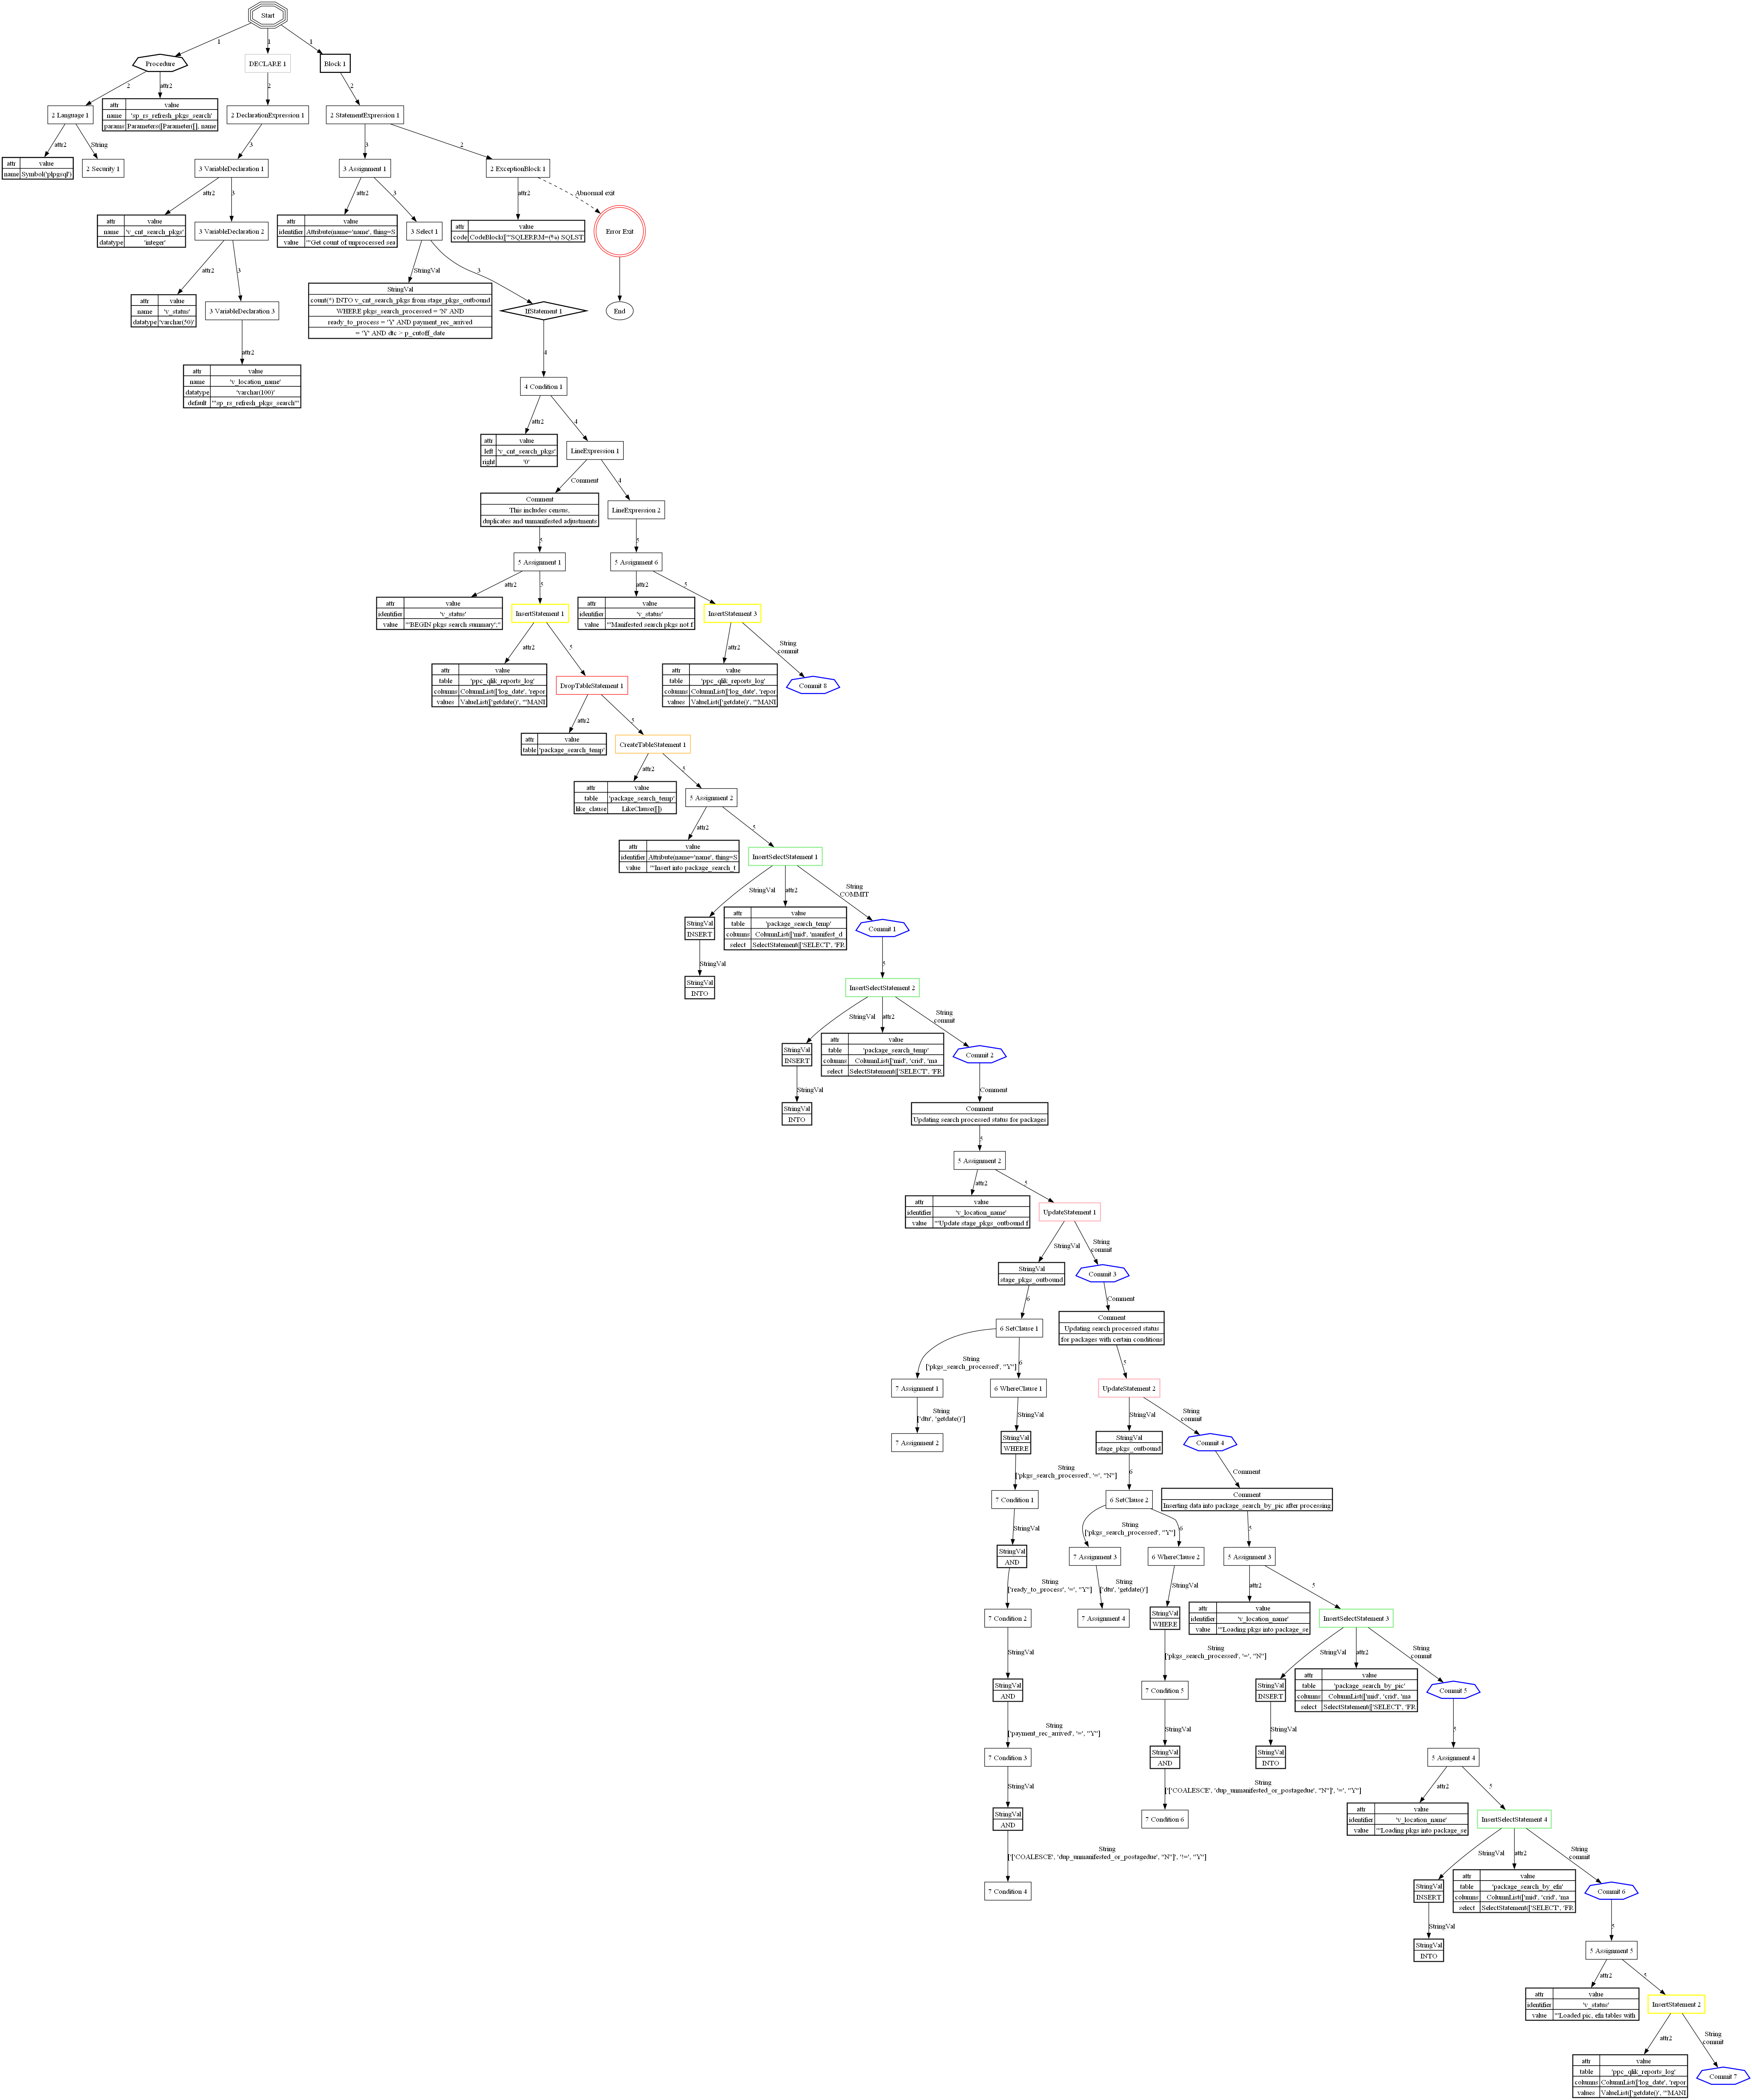 Start
1
1
1
Procedure
DECLARE 1
Block 1
2
attr2
2
2
2 Language 1
attr value
name 'sp_rs_refresh_pkgs_search'
params Parameters([Parameter([], name
2 DeclarationExpression 1
2 StatementExpression 1
attr2
String
3
3
2
attr value
name Symbol('plpgsql')
2 Security 1
3 VariableDeclaration 1
3 Assignment 1
2 ExceptionBlock 1
attr2
3
attr2
3
attr2
Abnormal exit
attr value
name 'v_cnt_search_pkgs'
datatype 'integer'
3 VariableDeclaration 2
attr value
identifier Attribute(name='name', thing=S
value "'Get count of unprocessed sea
3 Select 1
attr value
code CodeBlock(["'SQLERRM=(%) SQLST
Error Exit
attr2
3
StringVal
3
attr value
name 'v_status'
datatype 'varchar(50)'
3 VariableDeclaration 3
StringVal
count(*) INTO v_cnt_search_pkgs from stage_pkgs_outbound
WHERE pkgs_search_processed = 'N' AND
ready_to_process = 'Y' AND payment_rec_arrived
= 'Y' AND dtc > p_cutoff_date
IfStatement 1
End
attr2
4
attr value
name 'v_location_name'
datatype 'varchar(100)'
default "'sp_rs_refresh_pkgs_search'"
4 Condition 1
attr2
4
attr value
left 'v_cnt_search_pkgs'
right '0'
LineExpression 1
Comment
4
Comment
This includes census,
duplicates and unmanifested adjustments
LineExpression 2
5
5
5 Assignment 1
5 Assignment 6
attr2
5
attr2
5
attr value
identifier 'v_status'
value "'BEGIN pkgs search summary';"
InsertStatement 1
attr value
identifier 'v_status'
value "'Manifested search pkgs not f
InsertStatement 3
attr2
5
attr2
String
commit
attr value
table 'ppc_qlik_reports_log'
columns ColumnList(['log_date', 'repor
values ValueList(['getdate()', "'MANI
DropTableStatement 1
attr value
table 'ppc_qlik_reports_log'
columns ColumnList(['log_date', 'repor
values ValueList(['getdate()', "'MANI
Commit 8
attr2
5
attr value
table 'package_search_temp'
CreateTableStatement 1
attr2
5
attr value
table 'package_search_temp'
like_clause LikeClause([])
5 Assignment 2
attr2
5
attr value
identifier Attribute(name='name', thing=S
value "'Insert into package_search_t
InsertSelectStatement 1
StringVal
attr2
String
COMMIT
StringVal
INSERT
attr value
table 'package_search_temp'
columns ColumnList(['mid', 'manifest_d
select SelectStatement(['SELECT', 'FR
Commit 1
StringVal
5
StringVal
INTO
InsertSelectStatement 2
StringVal
attr2
String
commit
StringVal
INSERT
attr value
table 'package_search_temp'
columns ColumnList(['mid', 'crid', 'ma
select SelectStatement(['SELECT', 'FR
Commit 2
StringVal
Comment
StringVal
INTO
Comment
Updating search processed status for packages
5
5 Assignment 2
attr2
5
attr value
identifier 'v_location_name'
value "'Update stage_pkgs_outbound f
UpdateStatement 1
StringVal
String
commit
StringVal
stage_pkgs_outbound
Commit 3
6
Comment
6 SetClause 1
Comment
Updating search processed status
for packages with certain conditions
String
['pkgs_search_processed', "'Y'"]
6
5
7 Assignment 1
6 WhereClause 1
UpdateStatement 2
String
['dtu', 'getdate()']
StringVal
StringVal
String
commit
7 Assignment 2
StringVal
WHERE
StringVal
stage_pkgs_outbound
Commit 4
String
['pkgs_search_processed', '=', "'N'"]
6
Comment
7 Condition 1
6 SetClause 2
Comment
Inserting data into package_search_by_pic after processing
StringVal
String
['pkgs_search_processed', "'Y'"]
6
5
StringVal
AND
7 Assignment 3
6 WhereClause 2
5 Assignment 3
String
['ready_to_process', '=', "'Y'"]
String
['dtu', 'getdate()']
StringVal
attr2
5
7 Condition 2
7 Assignment 4
StringVal
WHERE
attr value
identifier 'v_location_name'
value "'Loading pkgs into package_se
InsertSelectStatement 3
StringVal
String
['pkgs_search_processed', '=', "'N'"]
StringVal
attr2
String
commit
StringVal
AND
7 Condition 5
StringVal
INSERT
attr value
table 'package_search_by_pic'
columns ColumnList(['mid', 'crid', 'ma
select SelectStatement(['SELECT', 'FR
Commit 5
String
['payment_rec_arrived', '=', "'Y'"]
StringVal
StringVal
5
7 Condition 3
StringVal
AND
StringVal
INTO
5 Assignment 4
StringVal
String
['['COALESCE', 'dup_unmanifested_or_postagedue', "'N'"]', '=', "'Y'"]
attr2
5
StringVal
AND
7 Condition 6
attr value
identifier 'v_location_name'
value "'Loading pkgs into package_se
InsertSelectStatement 4
String
['['COALESCE', 'dup_unmanifested_or_postagedue', "'N'"]', '!=', "'Y'"]
StringVal
attr2
String
commit
7 Condition 4
StringVal
INSERT
attr value
table 'package_search_by_efn'
columns ColumnList(['mid', 'crid', 'ma
select SelectStatement(['SELECT', 'FR
Commit 6
StringVal
5
StringVal
INTO
5 Assignment 5
attr2
5
attr value
identifier 'v_status'
value "'Loaded pic, efn tables with
InsertStatement 2
attr2
String
commit
attr value
table 'ppc_qlik_reports_log'
columns ColumnList(['log_date', 'repor
values ValueList(['getdate()', "'MANI
Commit 7